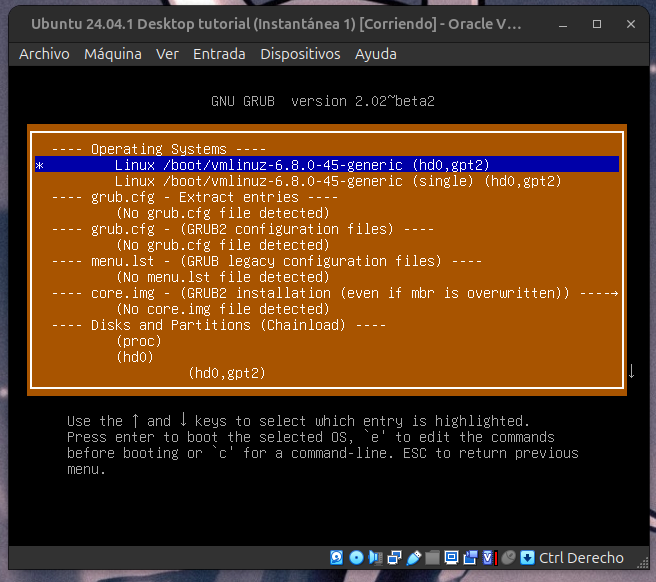 Ubuntu 24.04.1 Desktop tutorial (Instantánea 1) [Corriendo] - Oracle V...
Archivo Máquina Ver Entrada Dispositivos Ayuda
GNU GRUB version 2.02~beta2
---- Operating Systems ----
* Linux /boot/vmlinuz-6.8.0-45-generic (hd0,gpt2)
Linux /boot/vmlinuz-6.8.0-45-generic (single) (hd0,gpt2)
---- grub.cfg - Extract entries ----
(No grub.cfg file detected)
---- grub.cfg - (GRUB2 configuration files) ----
(No grub.cfg file detected)
---- menu.lst - (GRUB legacy configuration files) ----
(No menu.lst file detected)
---- core.img - (GRUB2 installation (even if mbr is overwritten)) ----→
(No core.img file detected)
---- Disks and Partitions (Chainload) ----
(proc)
(hd0)
(hd0,gpt2) ↓
Use the ↑ and ↓ keys to select which entry is highlighted.
Press enter to boot the selected OS, `e' to edit the commands
before booting or `c' for a command-line. ESC to return previous
menu.
Ctrl Derecho